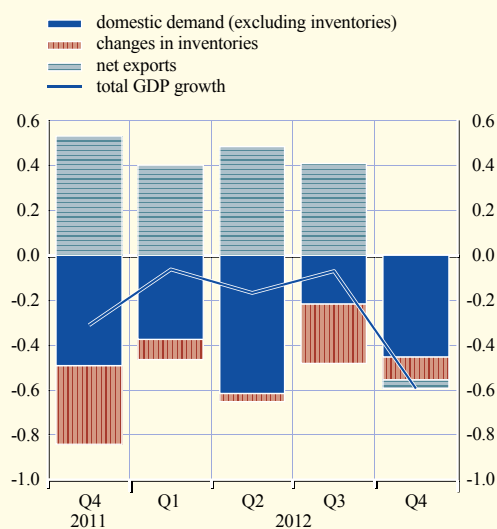 domestic demand (excluding inventories)
changes in inventories
net exports
total GDP growth
0.6 0.6
0.4 0.4
0.2 0.2
0.0 0.0
-0.2 -0.2
-0.4 -0.4
-0.6 -0.6
-0.8 -0.8
-1.0 -1.0
Q4 Q1 Q2 Q3 Q4
2011 2012